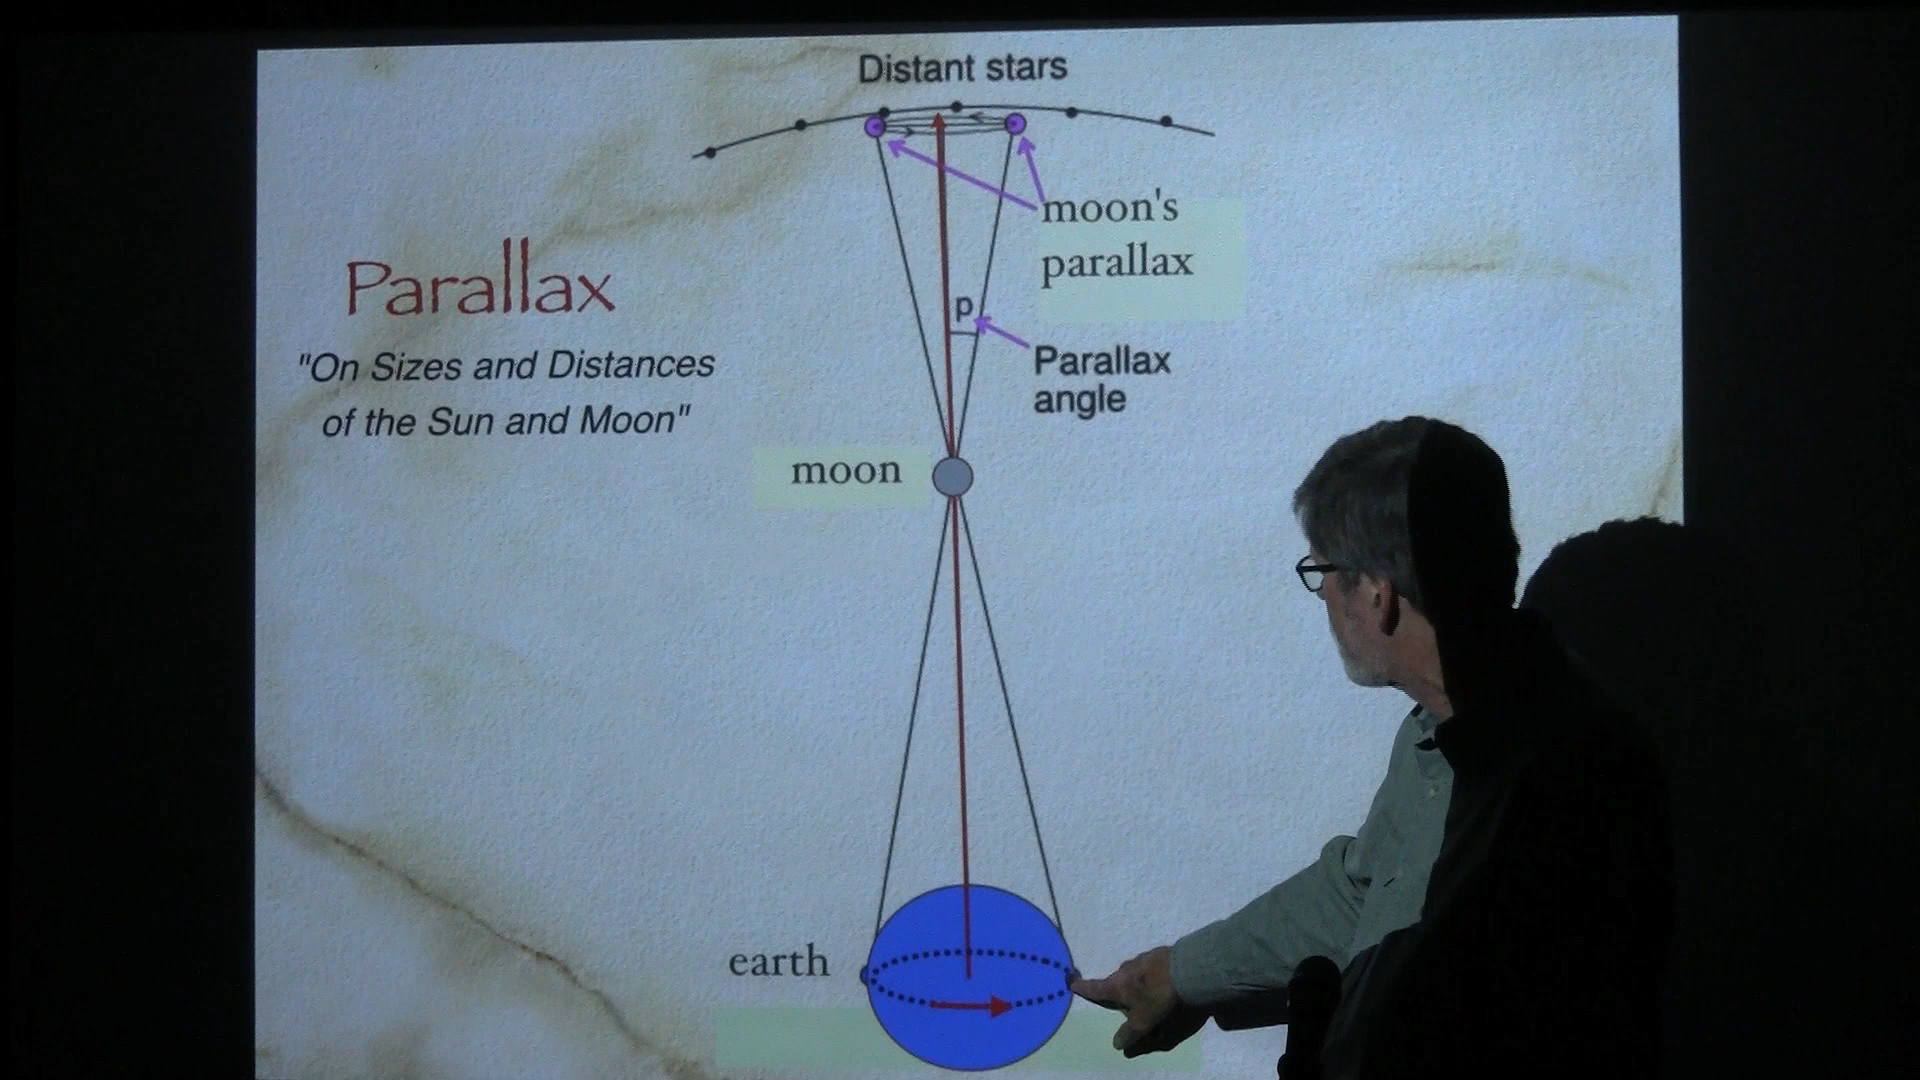 Distant stars
moon's
parallax
Parallax
"On Sizes and Distances
of the Sun and Moon"
p
Parallax
angle
moon
earth